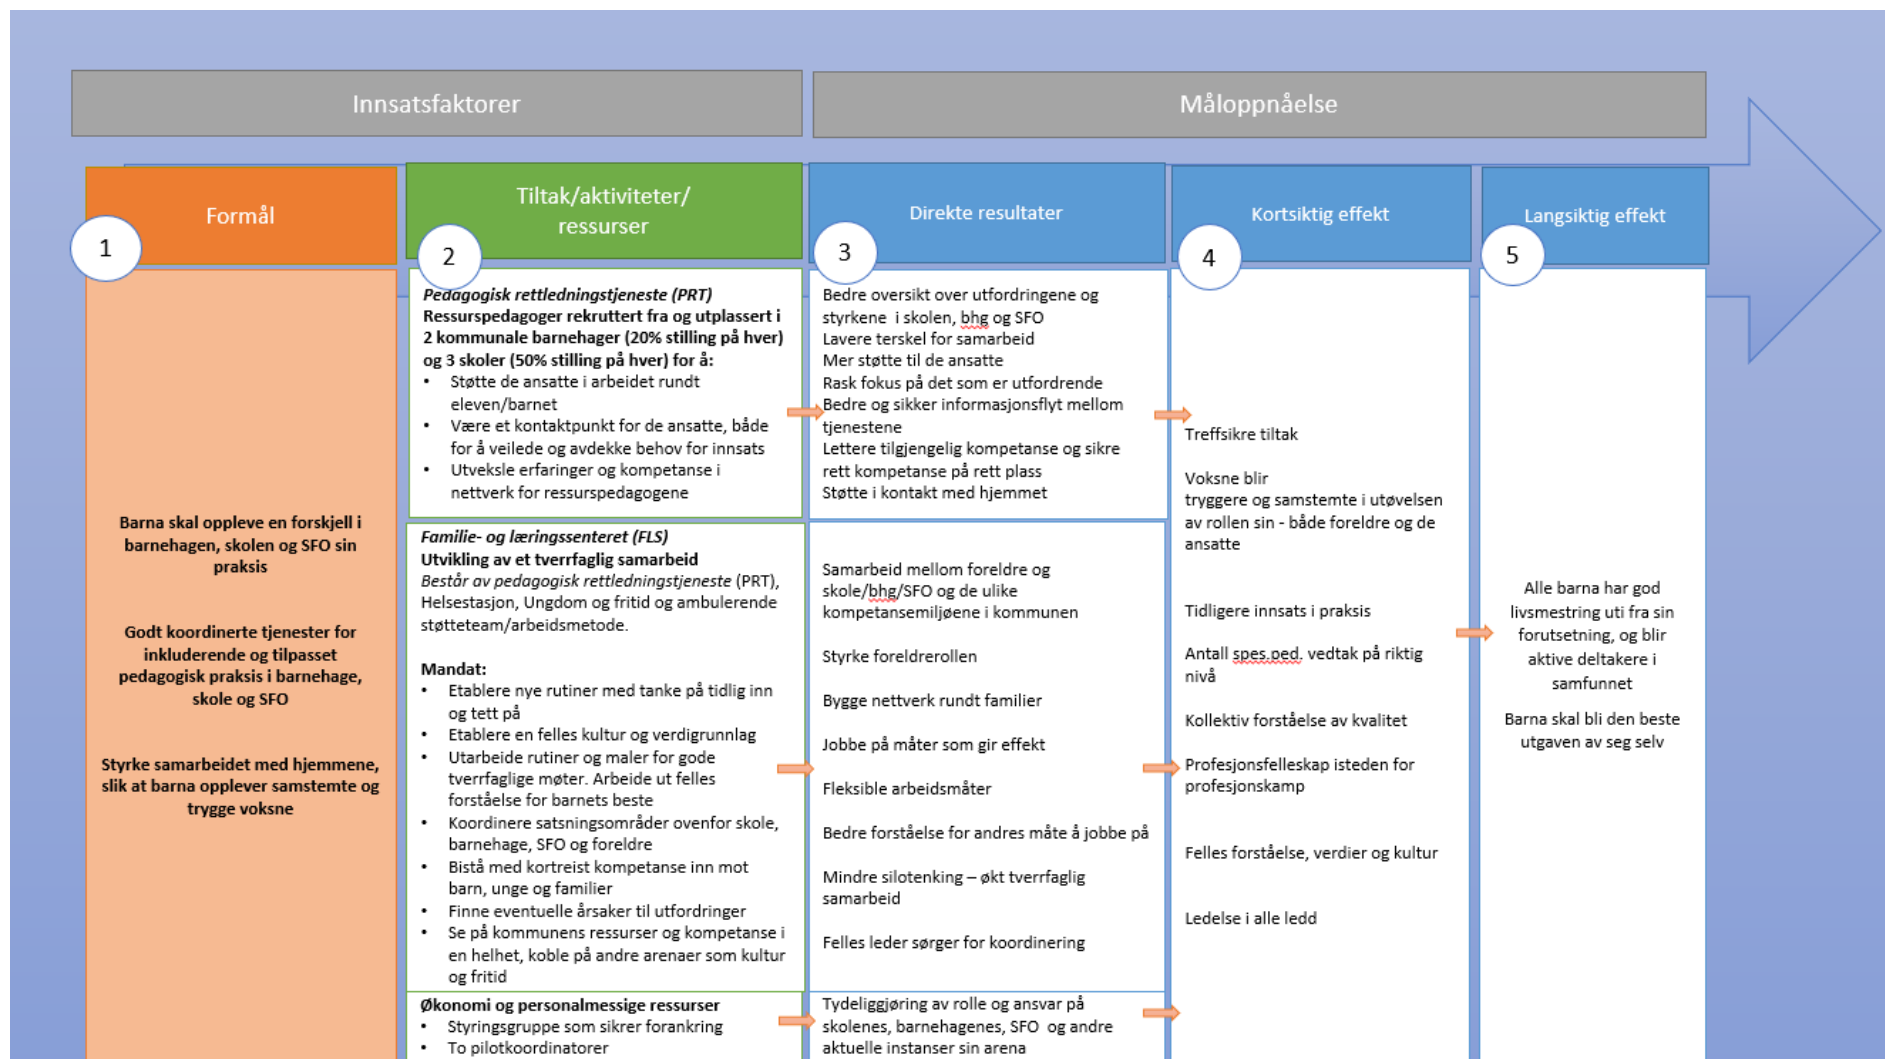 Innsatsfaktorer
Måloppnåelse
Formål
1
Barna skal oppleve en forskjell i
barnehagen, skolen og SFO sin
praksis
Godt koordinerte tjenester for
inkluderende og tilpasset
pedagogisk praksis i barnehage,
skole og SFO
Styrke samarbeidet med hjemmene,
slik at barna opplever samstemte og
trygge voksne
Tiltak/aktiviteter/
ressurser
2
Pedagogisk rettledningstjeneste (PRT)
Ressurspedagoger rekruttert fra og utplassert i
2 kommunale barnehager (20% stilling på hver)
og 3 skoler (50% stilling på hver) for å:
• Støtte de ansatte i arbeidet rundt
eleven/barnet
• Være et kontaktpunkt for de ansatte, både
for å veilede og avdekke behov for innsats
• Utveksle erfaringer og kompetanse i
nettverk for ressurspedagogene
Familie- og læringssenteret (FLS)
Utvikling av et tverrfaglig samarbeid
Består av pedagogisk rettledningstjeneste (PRT),
Helsestasjon, Ungdom og fritid og ambulerende
støtteteam/arbeidsmetode.
Mandat:
• Etablere nye rutiner med tanke på tidlig inn
og tett på
• Etablere en felles kultur og verdigrunnlag
• Utarbeide rutiner og maler for gode
tverrfaglige møter. Arbeide ut felles
forståelse for barnets beste
• Koordinere satsningsområder ovenfor skole,
barnehage, SFO og foreldre
• Bistå med kortreist kompetanse inn mot
barn, unge og familier
• Finne eventuelle årsaker til utfordringer
• Se på kommunens ressurser og kompetanse i
en helhet, koble på andre arenaer som kultur
og fritid
Økonomi og personalmessige ressurser
• Styringsgruppe som sikrer forankring
• To pilotkoordinatorer
Direkte resultater
3
Bedre oversikt over utfordringene og
styrkene i skolen, bhg og SFO
Lavere terskel for samarbeid
Mer støtte til de ansatte
Rask fokus på det som er utfordrende
Bedre og sikker informasjonsflyt mellom
tjenestene
Lettere tilgjengelig kompetanse og sikre
rett kompetanse på rett plass
Støtte i kontakt med hjemmet
Samarbeid mellom foreldre og
skole/bhg/SFO og de ulike
kompetansemiljøene i kommunen
Styrke foreldrerollen
Bygge nettverk rundt familier
Jobbe på måter som gir effekt
Fleksible arbeidsmåter
Bedre forståelse for andres måte å jobbe på
Mindre silotenking – økt tverrfaglig
samarbeid
Felles leder sørger for koordinering
Tydeliggjøring av rolle og ansvar på
skolenes, barnehagenes, SFO og andre
aktuelle instanser sin arena
Kortsiktig effekt
4
Treffsikre tiltak
Voksne blir
tryggere og samstemte i utøvelsen
av rollen sin - både foreldre og de
ansatte
Tidligere innsats i praksis
Antall spes.ped. vedtak på riktig
nivå
Kollektiv forståelse av kvalitet
Profesjonsfelleskap isteden for
profesjonskamp
Felles forståelse, verdier og kultur
Ledelse i alle ledd
Langsiktig effekt
5
Alle barna har god
livsmestring uti fra sin
forutsetning, og blir
aktive deltakere i
samfunnet
Barna skal bli den beste
utgaven av seg selv